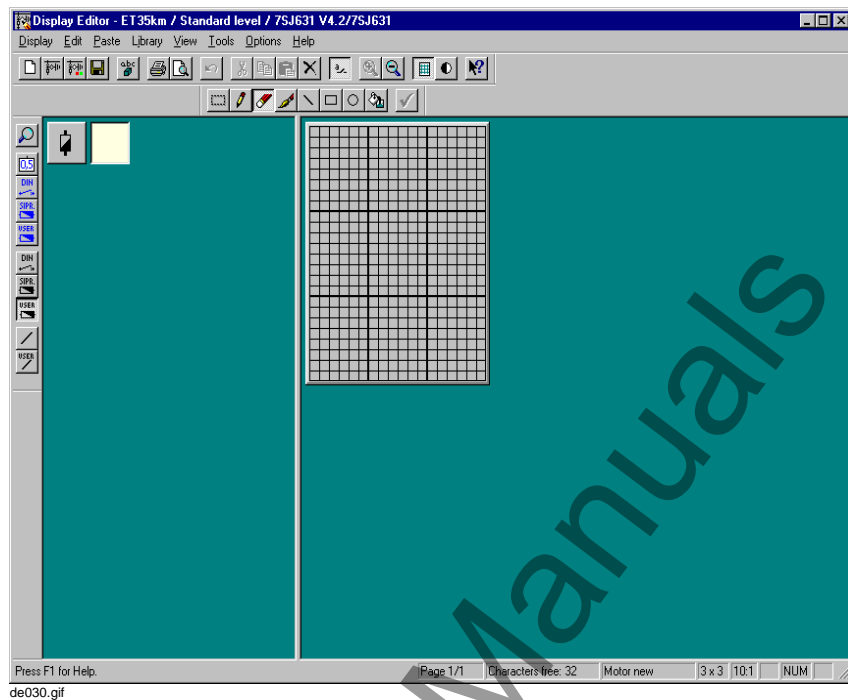 Display Editor - ET35km / Standard level / 7SJ631 V4.2/7SJ631
Display Edit Paste Library View Tools Options Help
abc
0,5
DIN
SIPR.
USER
DIN
SIPR.
USER
USER
Manuals
Press F1 for Help.
Page 1/1 Characters free: 32 Motor new 3 x 3 10:1 NUM
de030.gif